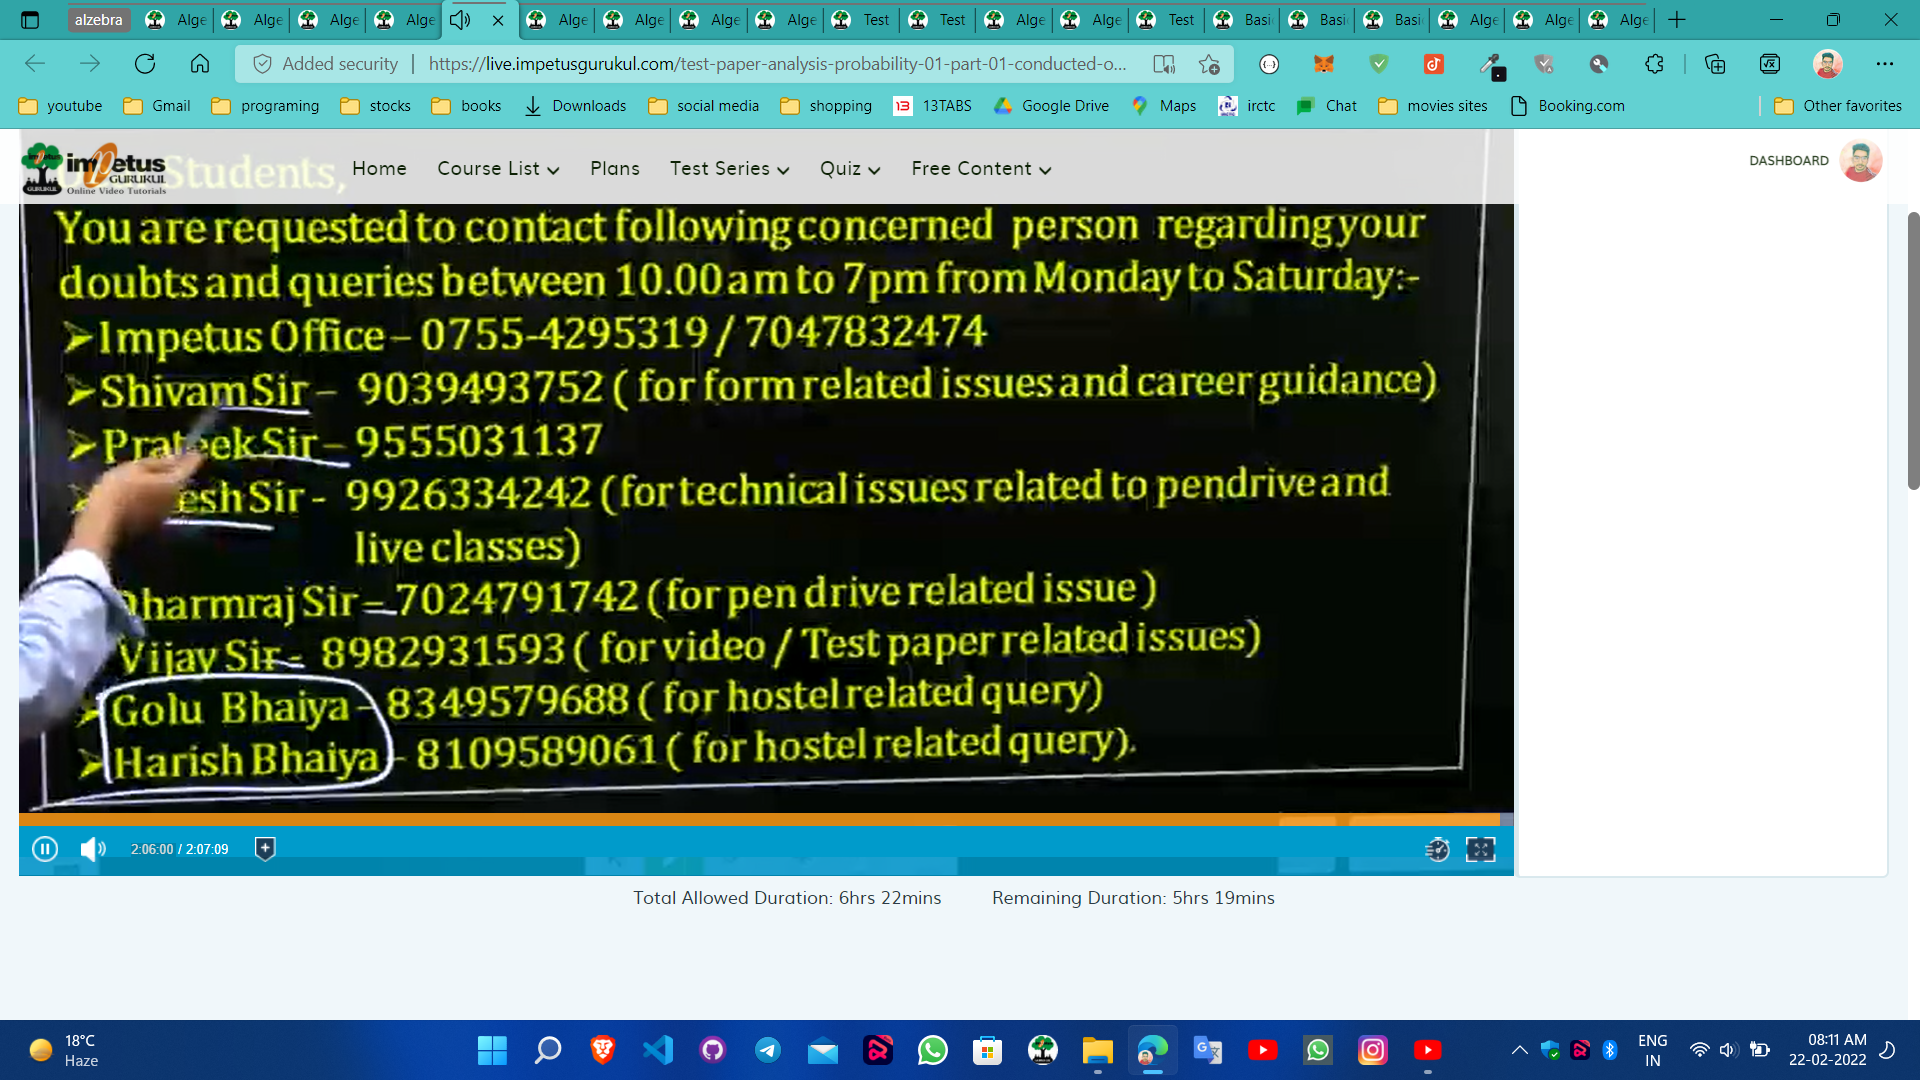 alzebra
Alge
Alge
Alge
Alge
Alge
Alge
Alge
Alge
Test
Test
Alge
Alge
Test
Basi
Basi
Basi
Alge
Alge
Alge
Added security
https://live.impetusgurukul.com/test-paper-analysis-probability-01-part-01-conducted-o...
youtube
Gmail
programing
stocks
books
Downloads
social media
shopping
13TABS
Google Drive
Maps
irctc
Chat
movies sites
Booking.com
Other favorites
impetus
GURUKUL
Online Video Tutorials
Students,
Home
Course List
Plans
Test Series
Quiz
Free Content
DASHBOARD
You are requested to contact following concerned person regarding your
doubts and queries between 10.00 am to 7pm from Monday to Saturday:-
➢Impetus Office – 0755-4295319 / 7047832474
➢Shivam Sir – 9039493752 ( for form related issues and career guidance)
➢Prateek Sir – 9555031137
esh Sir - 9926334242 (for technical issues related to pendrive and
live classes)
Dharmraj Sir – 7024791742 (for pen drive related issue )
Vijay Sir - 8982931593 ( for video / Test paper related issues)
➢Golu Bhaiya – 8349579688 ( for hostel related query)
➢Harish Bhaiya - 8109589061 ( for hostel related query).
2:06:00 / 2:07:09
Total Allowed Duration: 6hrs 22mins
Remaining Duration: 5hrs 19mins
18°C
Haze
ENG
IN
08:11 AM
22-02-2022